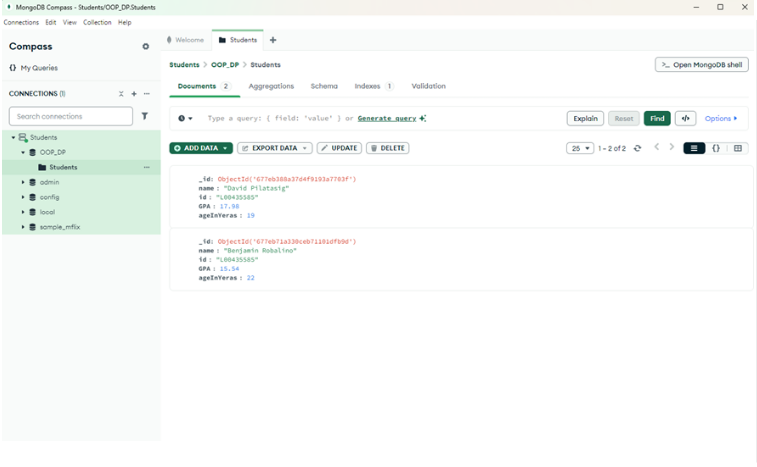 MongoDB Compass - Students/OOP_DP.Students
Connections Edit View Collection Help
Compass
{} My Queries
CONNECTIONS (1)
Search connections
Students
OOP_DP
Students
admin
config
local
sample_mflix
Welcome
Students
Students > OOP_DP > Students
>_ Open MongoDB shell
Documents 2 Aggregations Schema Indexes 1 Validation
Type a query: { field: 'value' } or Generate query
Explain Reset Find </> Options
ADD DATA EXPORT DATA UPDATE DELETE
25 1 - 2 of 2
{}
_id: ObjectId('677eb388a37d4f9193a7703f')
name : "David Pilatasig"
id : "L00435585"
GPA : 17.98
ageInYeras : 19
_id: ObjectId('677eb71a330ceb71101dfb9d')
name : "Benjamin Robalino"
id : "L00435585"
GPA : 15.54
ageInYeras : 22